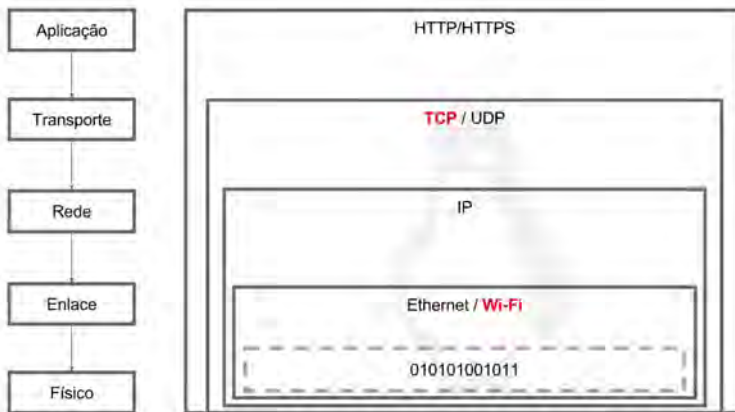 Aplicação
HTTP/HTTPS
Transporte
TCP / UDP
Rede
IP
Enlace
Ethernet / Wi-Fi
010101001011
Físico